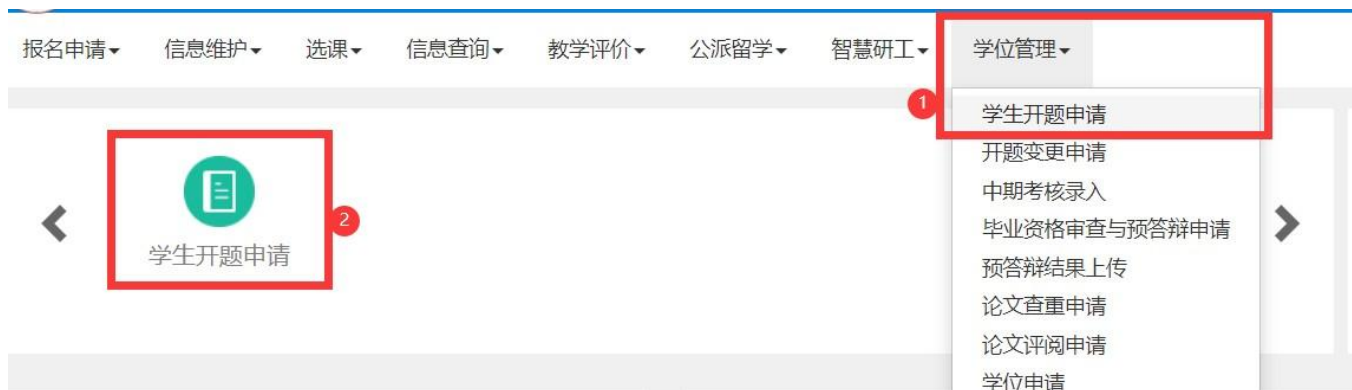 报名申请 信息维护 选课 信息查询 教学评价 公派留学 智慧研工 学位管理
1
学生开题申请
开题变更申请
中期考核录入
毕业资格审查与预答辩申请
预答辩结果上传
论文查重申请
论文评阅申请
学位申请
2
学生开题申请